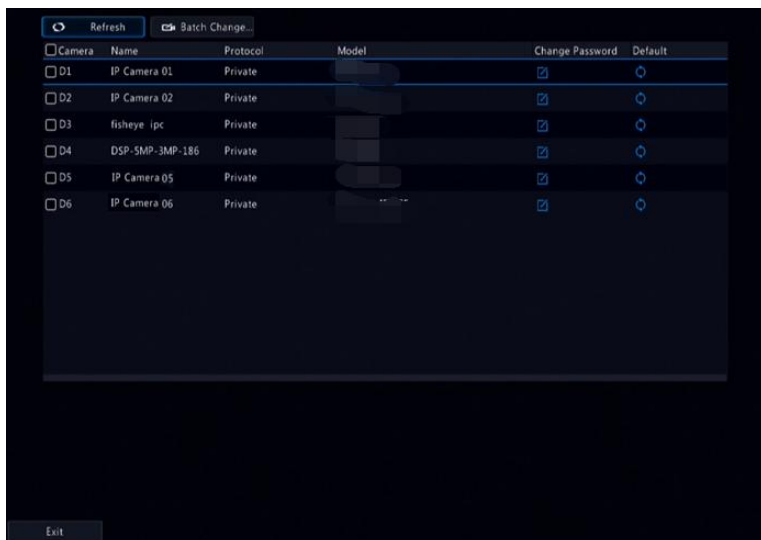 Refresh Batch Change...
Camera Name Protocol Model Change Password Default
D1 IP Camera 01 Private
D2 IP Camera 02 Private
D3 fisheye ipc Private
D4 DSP-5MP-3MP-186 Private
D5 IP Camera 05 Private
D6 IP Camera 06 Private
Exit